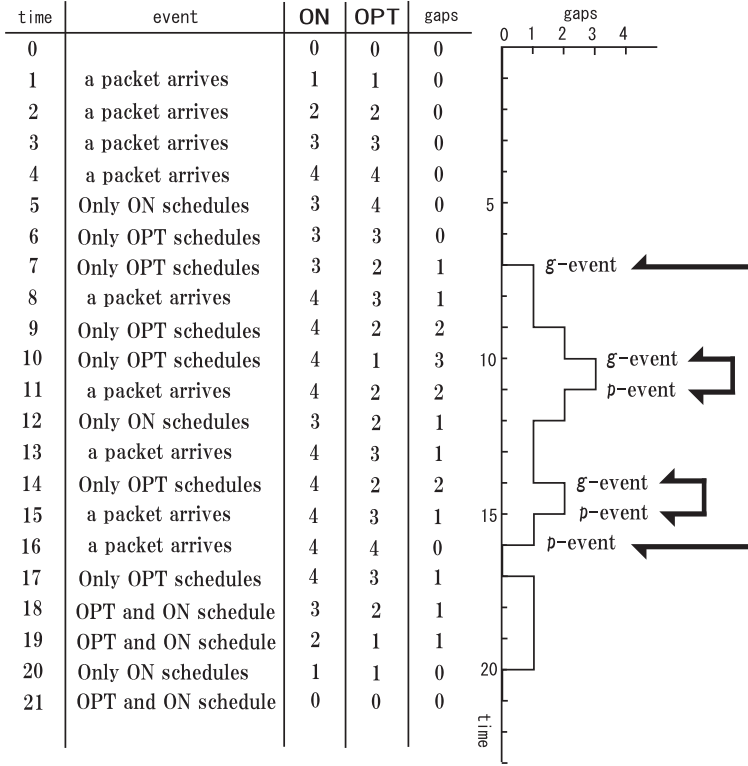 time event ON OPT gaps
0 0 0 0
1 a packet arrives 1 1 0
2 a packet arrives 2 2 0
3 a packet arrives 3 3 0
4 a packet arrives 4 4 0
5 Only ON schedules 3 4 0
6 Only OPT schedules 3 3 0
7 Only OPT schedules 3 2 1
8 a packet arrives 4 3 1
9 Only OPT schedules 4 2 2
10 Only OPT schedules 4 1 3
11 a packet arrives 4 2 2
12 Only ON schedules 3 2 1
13 a packet arrives 4 3 1
14 Only OPT schedules 4 2 2
15 a packet arrives 4 3 1
16 a packet arrives 4 4 0
17 Only OPT schedules 4 3 1
18 OPT and ON schedule 3 2 1
19 OPT and ON schedule 2 1 1
20 Only ON schedules 1 1 0
21 OPT and ON schedule 0 0 0
gaps
0 1 2 3 4
5
g-event
10 g-event
p-event
g-event
15 p-event
p-event
20
time